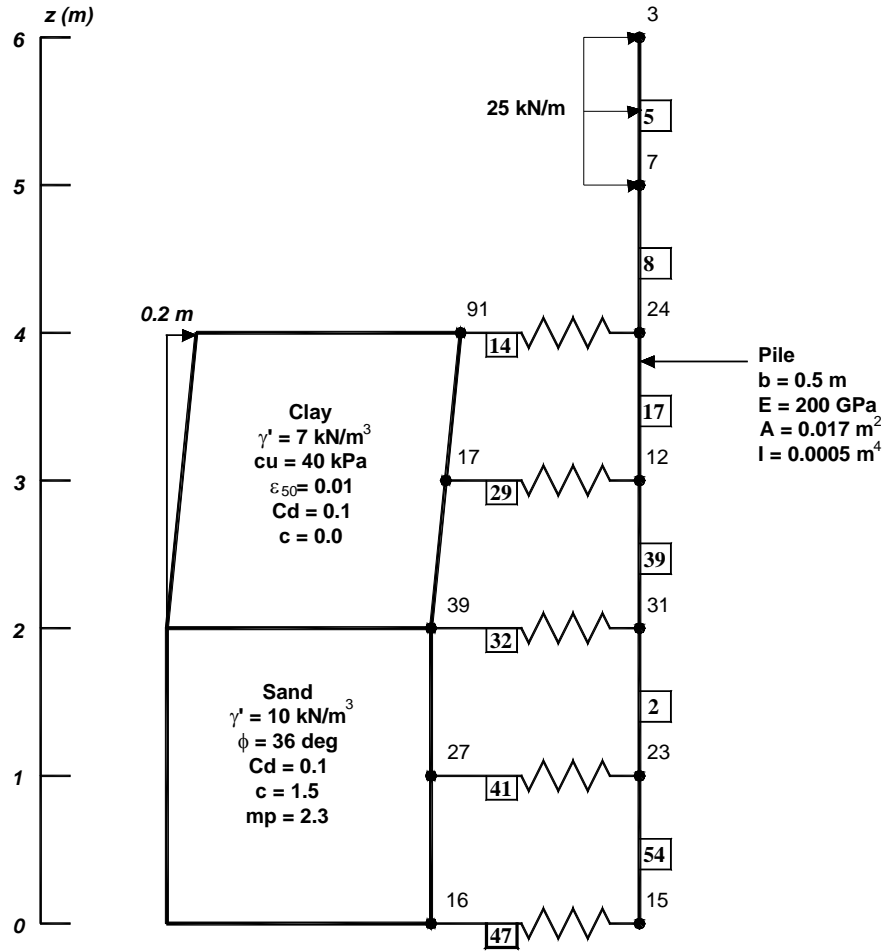 z (m)
3
6
25 kN/m
5
7
5
8
0.2 m
91
24
4
14
Pile
b = 0.5 m
E = 200 GPa
A = 0.017 m²
I = 0.0005 m⁴
Clay
γ' = 7 kN/m³
cu = 40 kPa
ε₅₀= 0.01
Cd = 0.1
c = 0.0
17
17
12
3
29
39
39
31
2
32
Sand
γ' = 10 kN/m³
ϕ = 36 deg
Cd = 0.1
c = 1.5
mp = 2.3
2
27
23
1
41
54
16
15
0
47